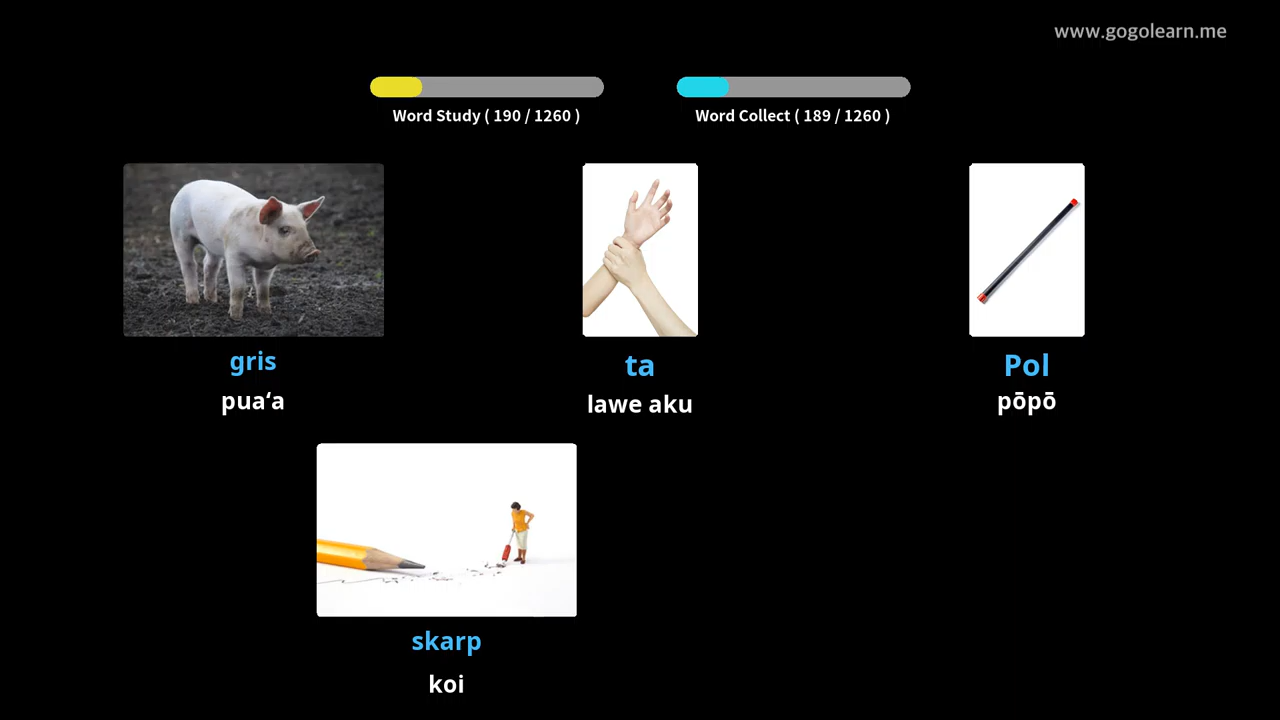 www.gogolearn.me
Word Study ( 190 / 1260 )
Word Collect ( 189 / 1260 )
gris
ta
Pol
puaʻa
lawe aku
pōpō
skarp
koi